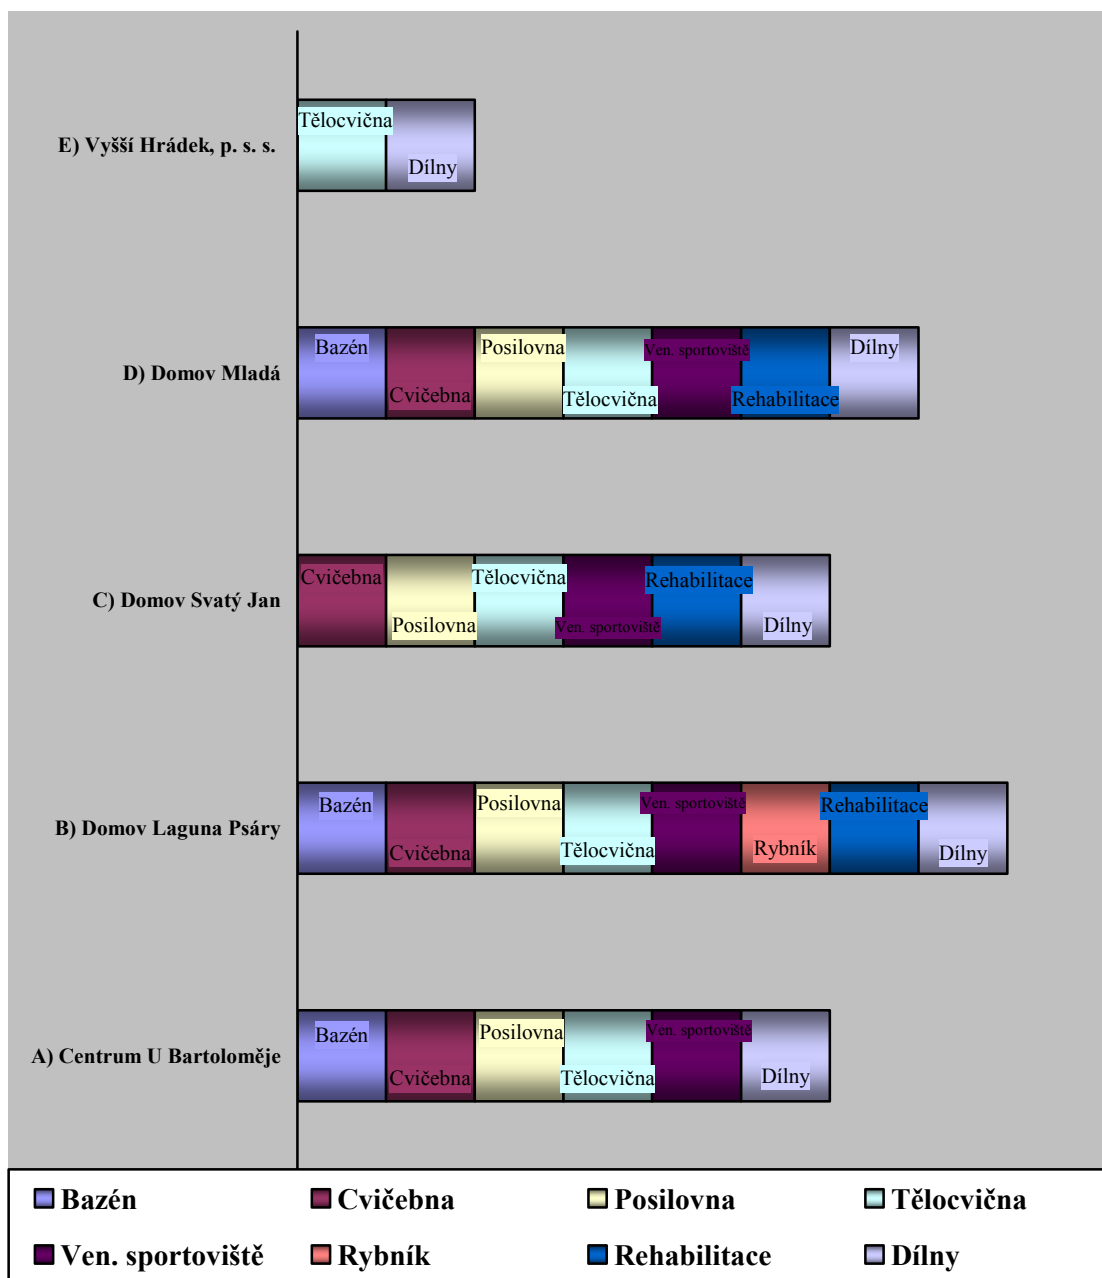 E) Vyšší Hrádek, p. s. s.
Tělocvična
Dílny
D) Domov Mladá
Bazén
Cvičebna
Posilovna
Tělocvična
Ven. sportoviště
Rehabilitace
Dílny
C) Domov Svatý Jan
Cvičebna
Posilovna
Tělocvična
Ven. sportoviště
Rehabilitace
Dílny
B) Domov Laguna Psáry
Bazén
Cvičebna
Posilovna
Tělocvična
Ven. sportoviště
Rybník
Rehabilitace
Dílny
A) Centrum U Bartoloměje
Bazén
Cvičebna
Posilovna
Tělocvična
Ven. sportoviště
Dílny
Bazén Cvičebna Posilovna Tělocvična
Ven. sportoviště Rybník Rehabilitace Dílny